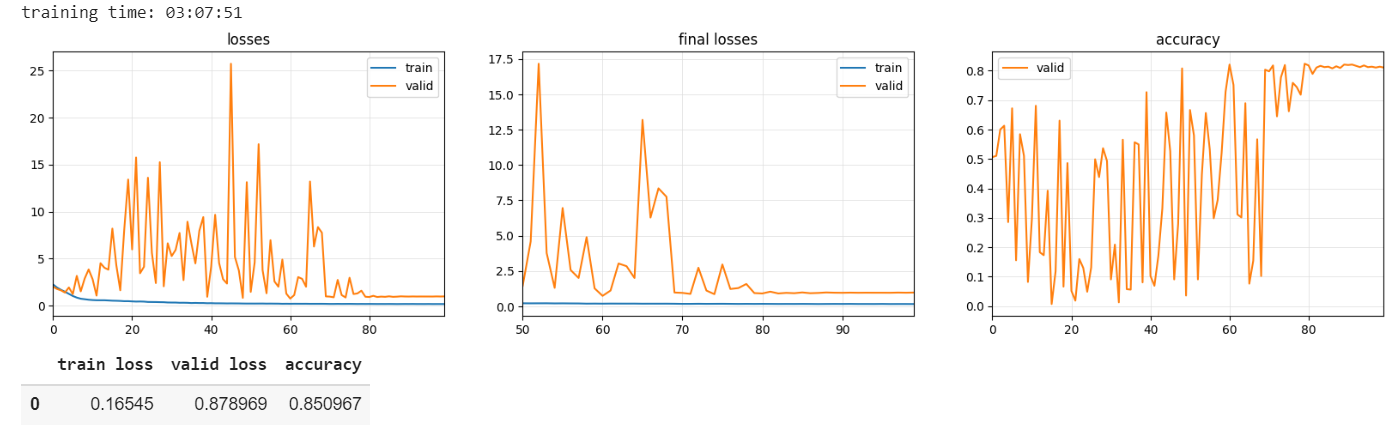 training time: 03:07:51
losses final losses accuracy
train
valid
train
valid
valid
25
20
15
10
5
0
0 20 40 60 80
17.5
15.0
12.5
10.0
7.5
5.0
2.5
0.0
50 60 70 80 90
0.8
0.7
0.6
0.5
0.4
0.3
0.2
0.1
0.0
0 20 40 60 80
train loss valid loss accuracy
0 0.16545 0.878969 0.850967